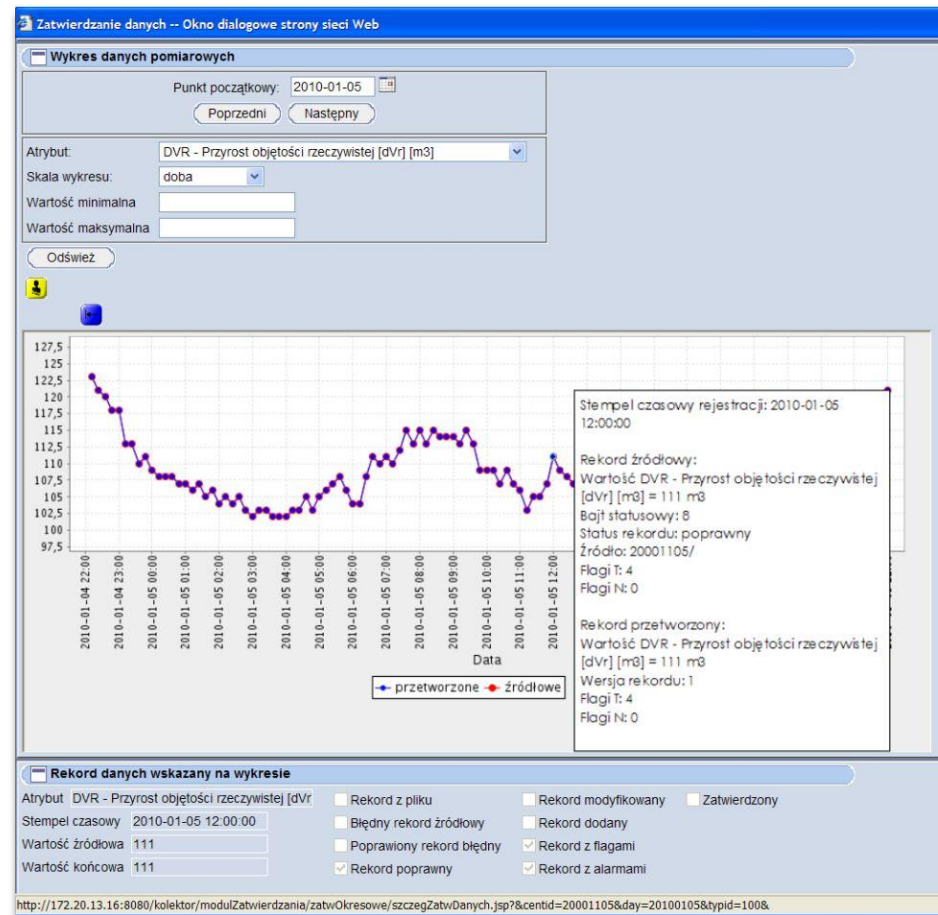 Zatwierdzanie danych -- Okno dialogowe strony sieci Web
Wykres danych pomiarowych
Punkt początkowy: 2010-01-05
Poprzedni Następny
Atrybut: DVR - Przyrost objętości rzeczywistej [dVr] [m3]
Skala wykresu: doba
Wartość minimalna
Wartość maksymalna
Odśwież
127,5
125
122,5
120
117,5
115
112,5
110
107,5
105
102,5
100
97,5
2010-01-04 22:00
2010-01-04 23:00
2010-01-05 00:00
2010-01-05 01:00
2010-01-05 02:00
2010-01-05 03:00
2010-01-05 04:00
2010-01-05 05:00
2010-01-05 06:00
2010-01-05 07:00
2010-01-05 08:00
2010-01-05 09:00
2010-01-05 10:00
2010-01-05 11:00
2010-01-05 12:00
Data
przetworzone źródłowe
Stempel czasowy rejestracji: 2010-01-05
12:00:00
Rekord źródłowy:
Wartość DVR - Przyrost objętości rzeczywistej
[dVr] [m3] = 111 m3
Bajt statusowy: 8
Status rekordu: poprawny
Źródło: 20001105/
Flagi T: 4
Flagi N: 0
Rekord przetworzony:
Wartość DVR - Przyrost objętości rzeczywistej
[dVr] [m3] = 111 m3
Wersja rekordu: 1
Flagi T: 4
Flagi N: 0
Rekord danych wskazany na wykresie
Atrybut DVR - Przyrost objętości rzeczywistej [dVr Rekord z pliku Rekord modyfikowany Zatwierdzony
Stempel czasowy 2010-01-05 12:00:00 Błędny rekord źródłowy Rekord dodany
Wartość źródłowa 111 Poprawiony rekord błędny Rekord z flagami
Wartość końcowa 111 Rekord poprawny Rekord z alarmami
http://172.20.13.16:8080/kolektor/modulZatwierdzania/zatwOkresowe/szczegZatwDanych.jsp?&centid=20001105&day=20100105&typid=100&